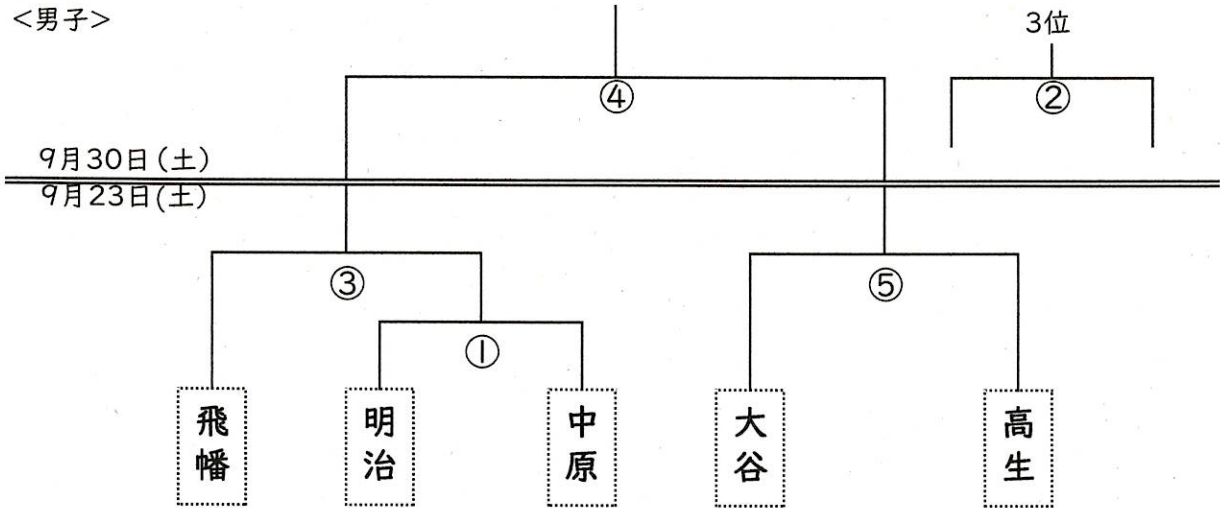 <男子>
3位
④
②
9月30日(土)
9月23日(土)
③
⑤
①
飛幡
明治
中原
大谷
高生